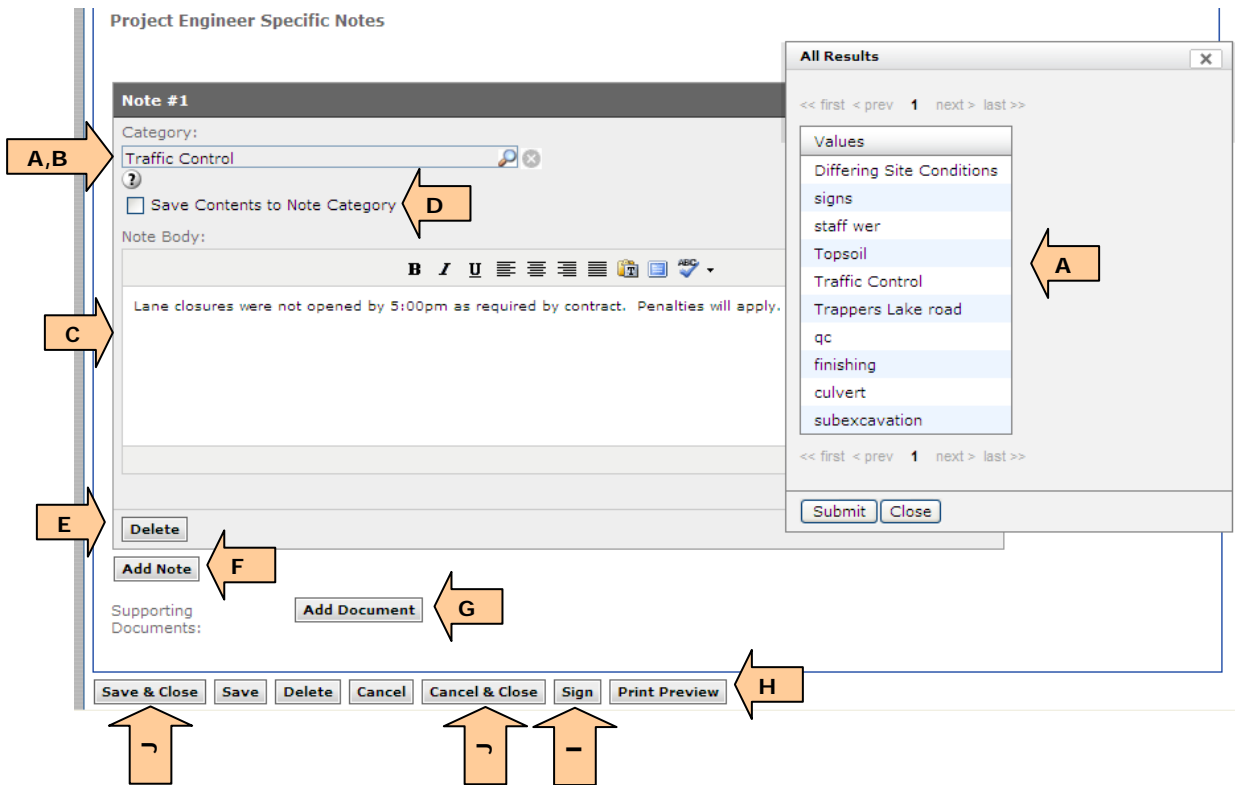 Project Engineer Specific Notes
Note #1
Category:
A,B
Traffic Control
?
Save Contents to Note Category
D
Note Body:
B I U ABC
C
Lane closures were not opened by 5:00pm as required by contract. Penalties will apply.
E
Delete
Add Note
F
Supporting
Documents:
Add Document
G
All Results
<< first < prev 1 next > last >>
Values
Differing Site Conditions
signs
staff wer
Topsoil
Traffic Control
Trappers Lake road
qc
finishing
culvert
subexcavation
A
<< first < prev 1 next > last >>
Submit Close
Save & Close Save Delete Cancel Cancel & Close Sign Print Preview
H
J J I